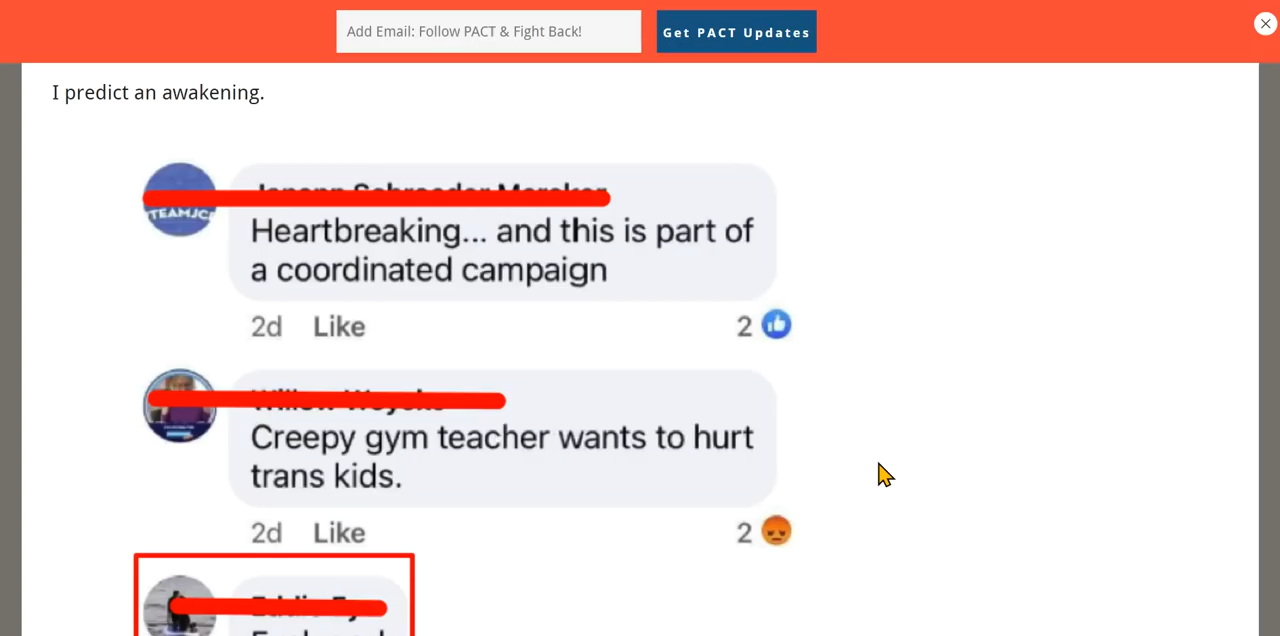 Add Email: Follow PACT & Fight Back!
Get PACT Updates
I predict an awakening.
TEAMJC
Heartbreaking... and this is part of
a coordinated campaign
2d Like 2
Creepy gym teacher wants to hurt
trans kids.
2d Like 2